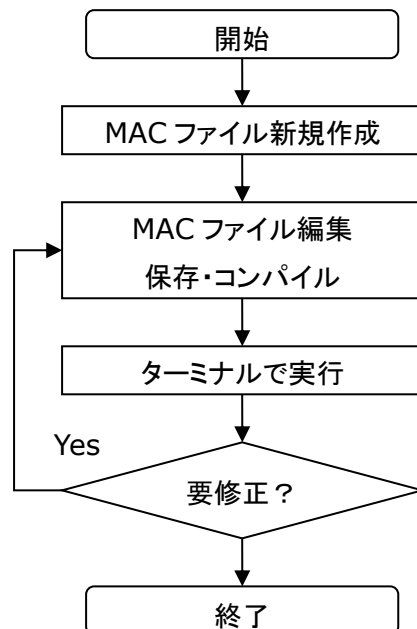 開始
MAC ファイル新規作成
MAC ファイル編集
保存・コンパイル
ターミナルで実行
Yes
要修正?
終了